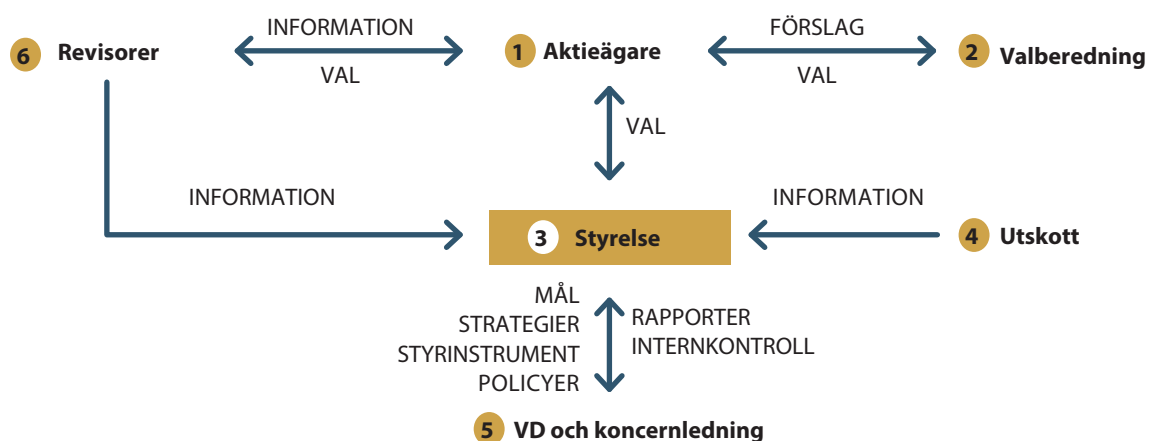 INFORMATION
FÖRSLAG
6 Revisorer
1 Aktieägare
2 Valberedning
VAL
VAL
VAL
INFORMATION
INFORMATION
3 Styrelse
4 Utskott
MÅL
STRATEGIER
STYRINSTRUMENT
POLICYER
RAPPORTER
INTERNKONTROLL
5 VD och koncernledning